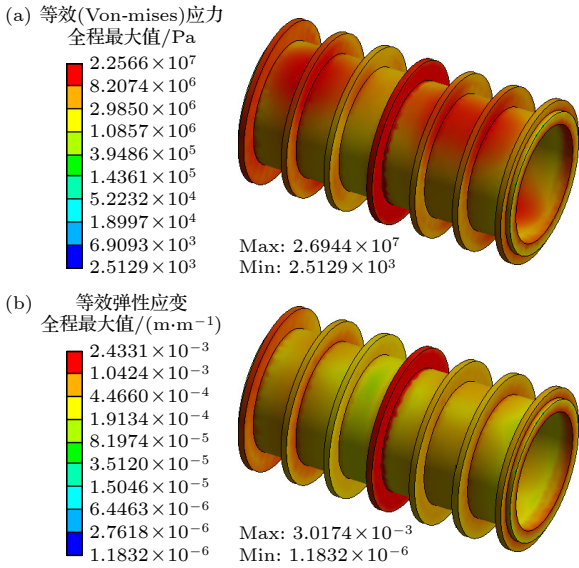 (a) 等效(Von-mises)应力
全程最大值/Pa
2.2566×10⁷
8.2074×10⁶
2.9850×10⁶
1.0857×10⁶
3.9486×10⁵
1.4361×10⁵
5.2232×10⁴
1.8997×10⁴
6.9093×10³
2.5129×10³
Max: 2.6944×10⁷
Min: 2.5129×10³
(b) 等效弹性应变
全程最大值/(m·m⁻¹)
2.4331×10⁻³
1.0424×10⁻³
4.4660×10⁻⁴
1.9134×10⁻⁴
8.1974×10⁻⁵
3.5120×10⁻⁵
1.5046×10⁻⁵
6.4463×10⁻⁶
2.7618×10⁻⁶
1.1832×10⁻⁶
Max: 3.0174×10⁻³
Min: 1.1832×10⁻⁶